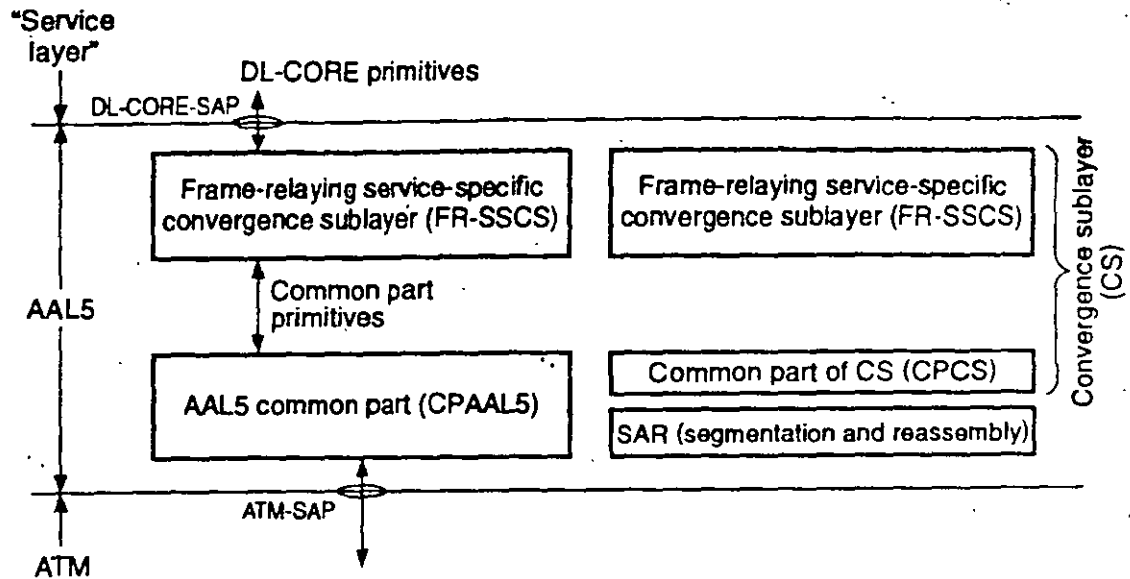 "Service
layer"
DL-CORE primitives
DL-CORE-SAP
Frame-relaying service-specific
convergence sublayer (FR-SSCS)
Frame-relaying service-specific
convergence sublayer (FR-SSCS)
Convergence sublayer
(CS)
AAL5
Common part
primitives
AAL5 common part (CPAAL5)
Common part of CS (CPCS)
SAR (segmentation and reassembly)
ATM-SAP
ATM